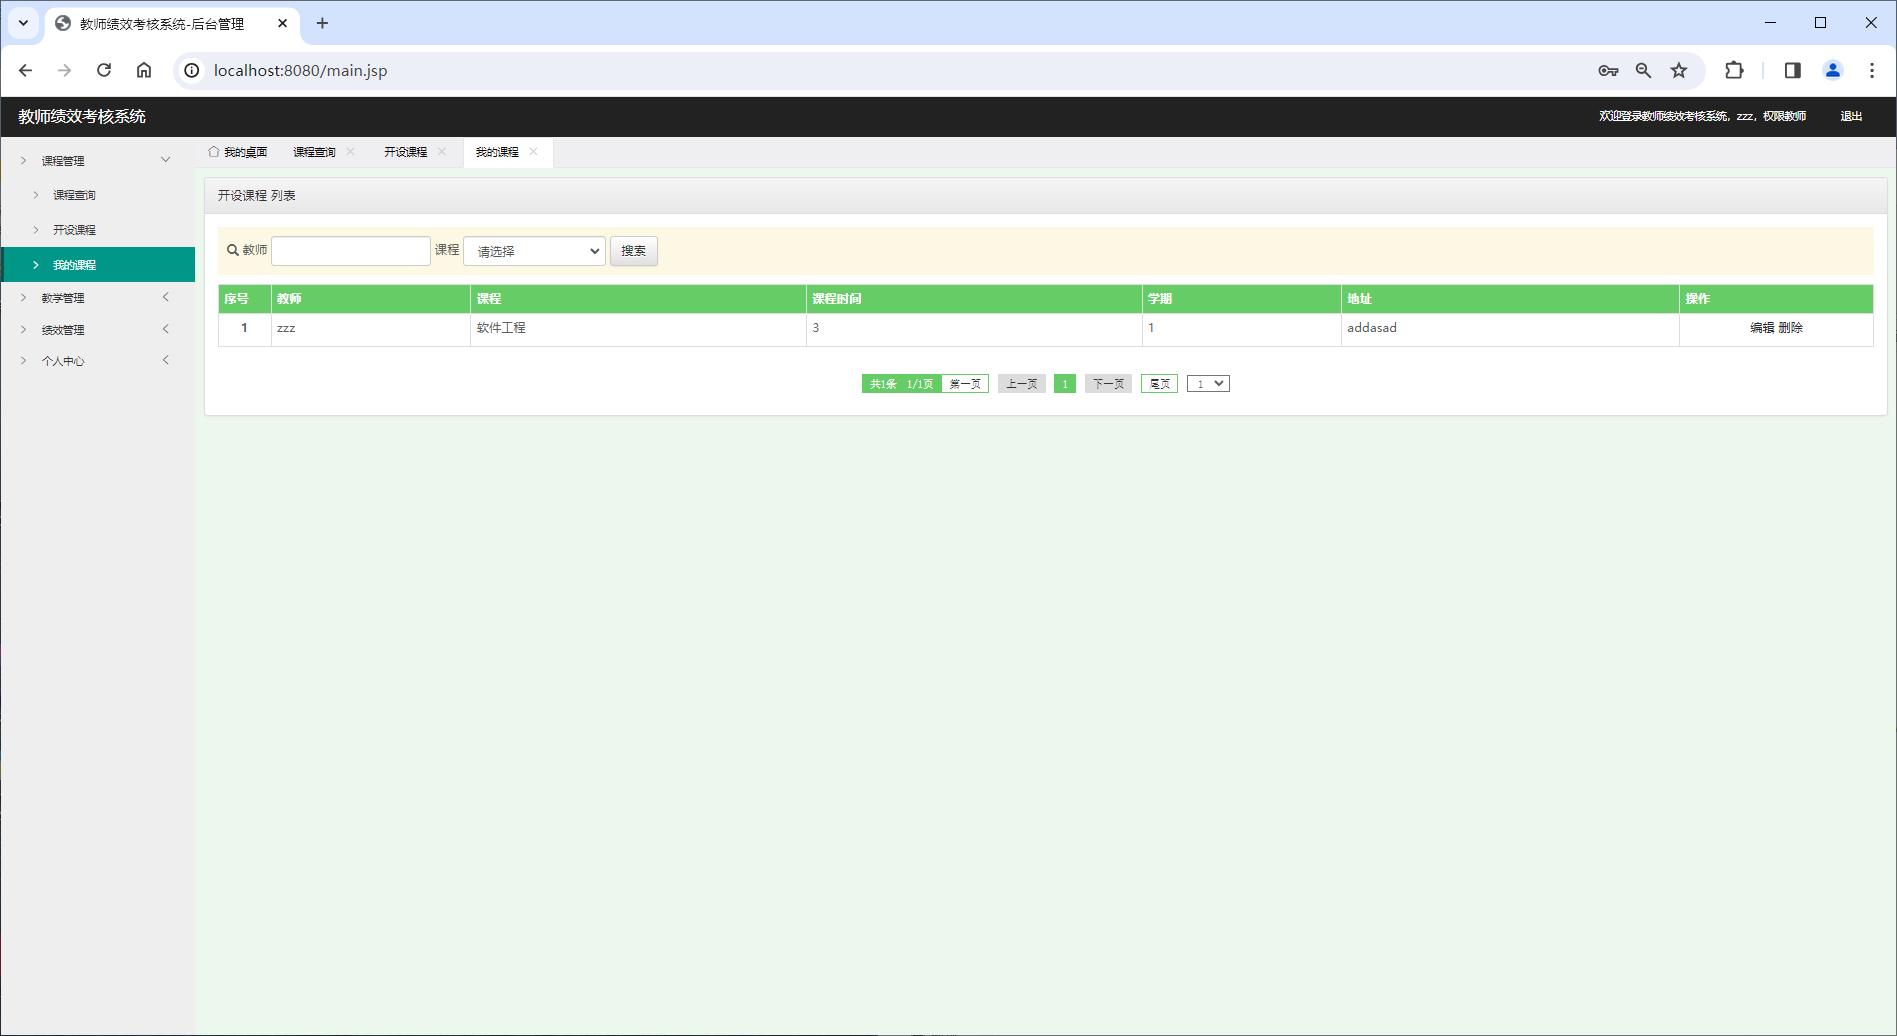 教师绩效考核系统-后台管理
localhost:8080/main.jsp
教师绩效考核系统
欢迎登录教师绩效考核系统，zzz，权限教师 退出
课程管理
课程查询
开设课程
我的课程
教学管理
绩效管理
个人中心
我的桌面 课程查询 开设课程 我的课程
开设课程 列表
教师 课程 请选择 搜索
序号 教师 课程 课程时间 学期 地址 操作
1 zzz 软件工程 3 1 addasad 编辑 删除
共1条 1/1页 第一页 上一页 1 下一页 尾页 1